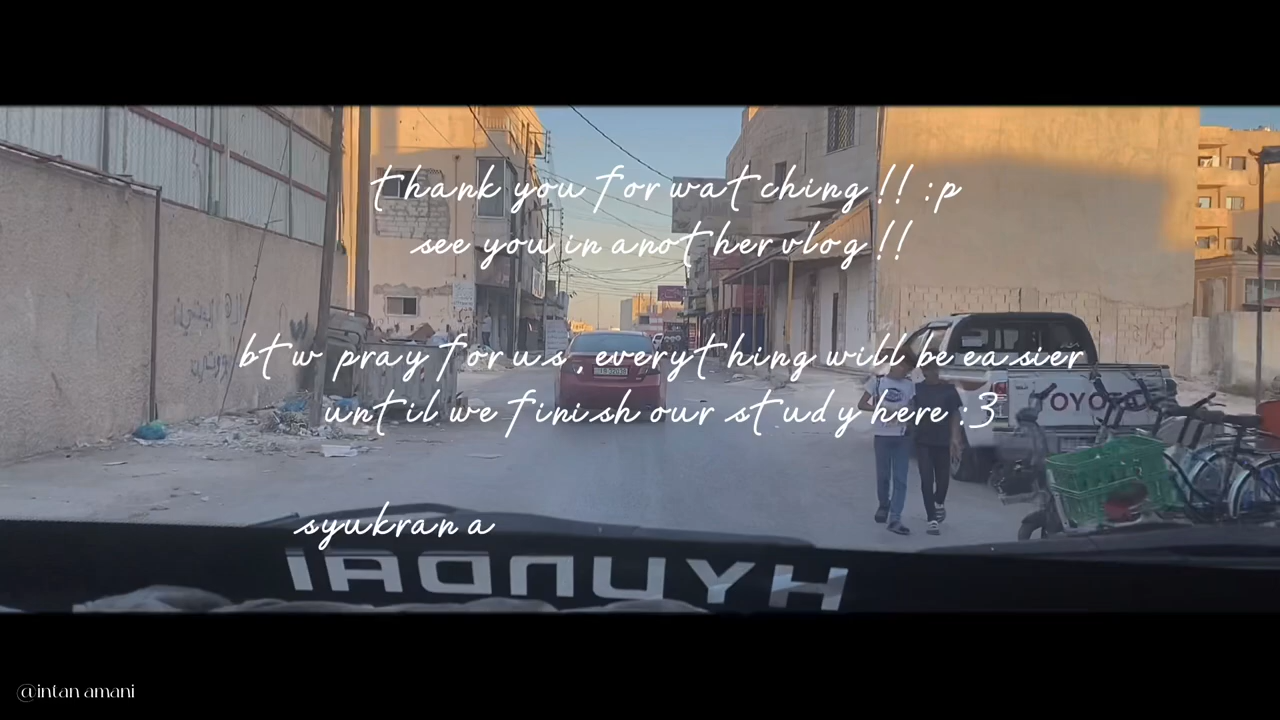 thank you for watching !! :p
see you in another vlog !!
btw pray for us, everything will be easier
until we finish our study here :3
syukran a
TOYOTA
HYUNDAI
@intan amani